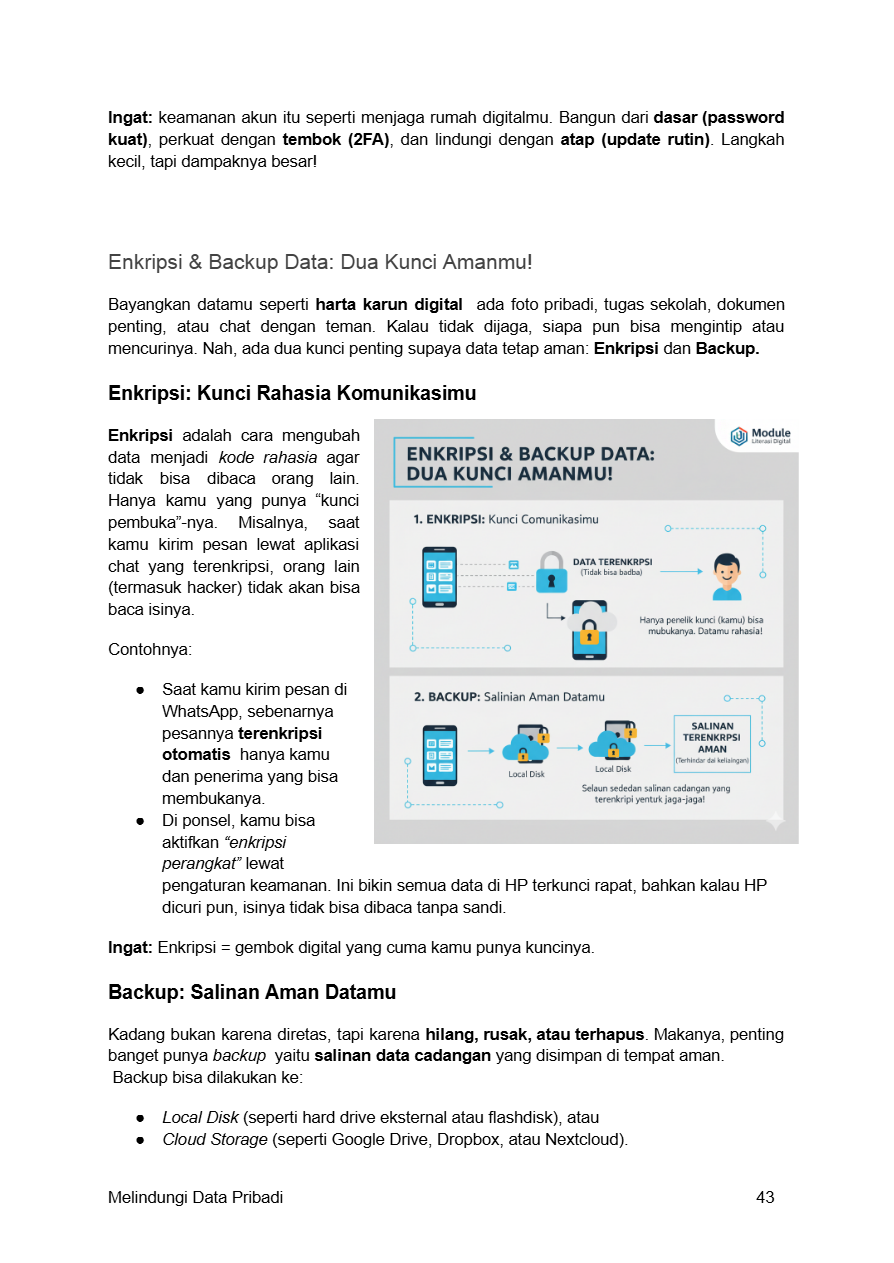 Ingat: keamanan akun itu seperti menjaga rumah digitalmu. Bangun dari dasar (password
kuat), perkuat dengan tembok (2FA), dan lindungi dengan atap (update rutin). Langkah
kecil, tapi dampaknya besar!
Enkripsi & Backup Data: Dua Kunci Amanmu!
Bayangkan datamu seperti harta karun digital ada foto pribadi, tugas sekolah, dokumen
penting, atau chat dengan teman. Kalau tidak dijaga, siapa pun bisa mengintip atau
mencurinya. Nah, ada dua kunci penting supaya data tetap aman: Enkripsi dan Backup.
Enkripsi: Kunci Rahasia Komunikasimu
Enkripsi adalah cara mengubah
data menjadi kode rahasia agar
tidak bisa dibaca orang lain.
Hanya kamu yang punya “kunci
pembuka”-nya. Misalnya, saat
kamu kirim pesan lewat aplikasi
chat yang terenkripsi, orang lain
(termasuk hacker) tidak akan bisa
baca isinya.
Contohnya:
● Saat kamu kirim pesan di
WhatsApp, sebenarnya
pesannya terenkripsi
otomatis hanya kamu
dan penerima yang bisa
membukanya.
● Di ponsel, kamu bisa
aktifkan “enkripsi
perangkat” lewat
pengaturan keamanan. Ini bikin semua data di HP terkunci rapat, bahkan kalau HP
dicuri pun, isinya tidak bisa dibaca tanpa sandi.
Module
Literasi Digital
ENKRIPSI & BACKUP DATA:
DUA KUNCI AMANMU!
1. ENKRIPSI: Kunci Comunikasimu
DATA TERENKRPSI
(Tidak bisa badba)
Hanya perelik kunci (kamu) bisa
mubukanya. Datamu rahasia!
2. BACKUP: Salinian Aman Datamu
Local Disk
Local Disk
SALINAN
TERENKRPSI
AMAN
(Terhindar dai keliaingan)
Selaun sededan salinan cadangan yang
terenkripi yenturk jaga-jaga!
Ingat: Enkripsi = gembok digital yang cuma kamu punya kuncinya.
Backup: Salinan Aman Datamu
Kadang bukan karena diretas, tapi karena hilang, rusak, atau terhapus. Makanya, penting
banget punya backup yaitu salinan data cadangan yang disimpan di tempat aman.
Backup bisa dilakukan ke:
● Local Disk (seperti hard drive eksternal atau flashdisk), atau
● Cloud Storage (seperti Google Drive, Dropbox, atau Nextcloud).
Melindungi Data Pribadi 43